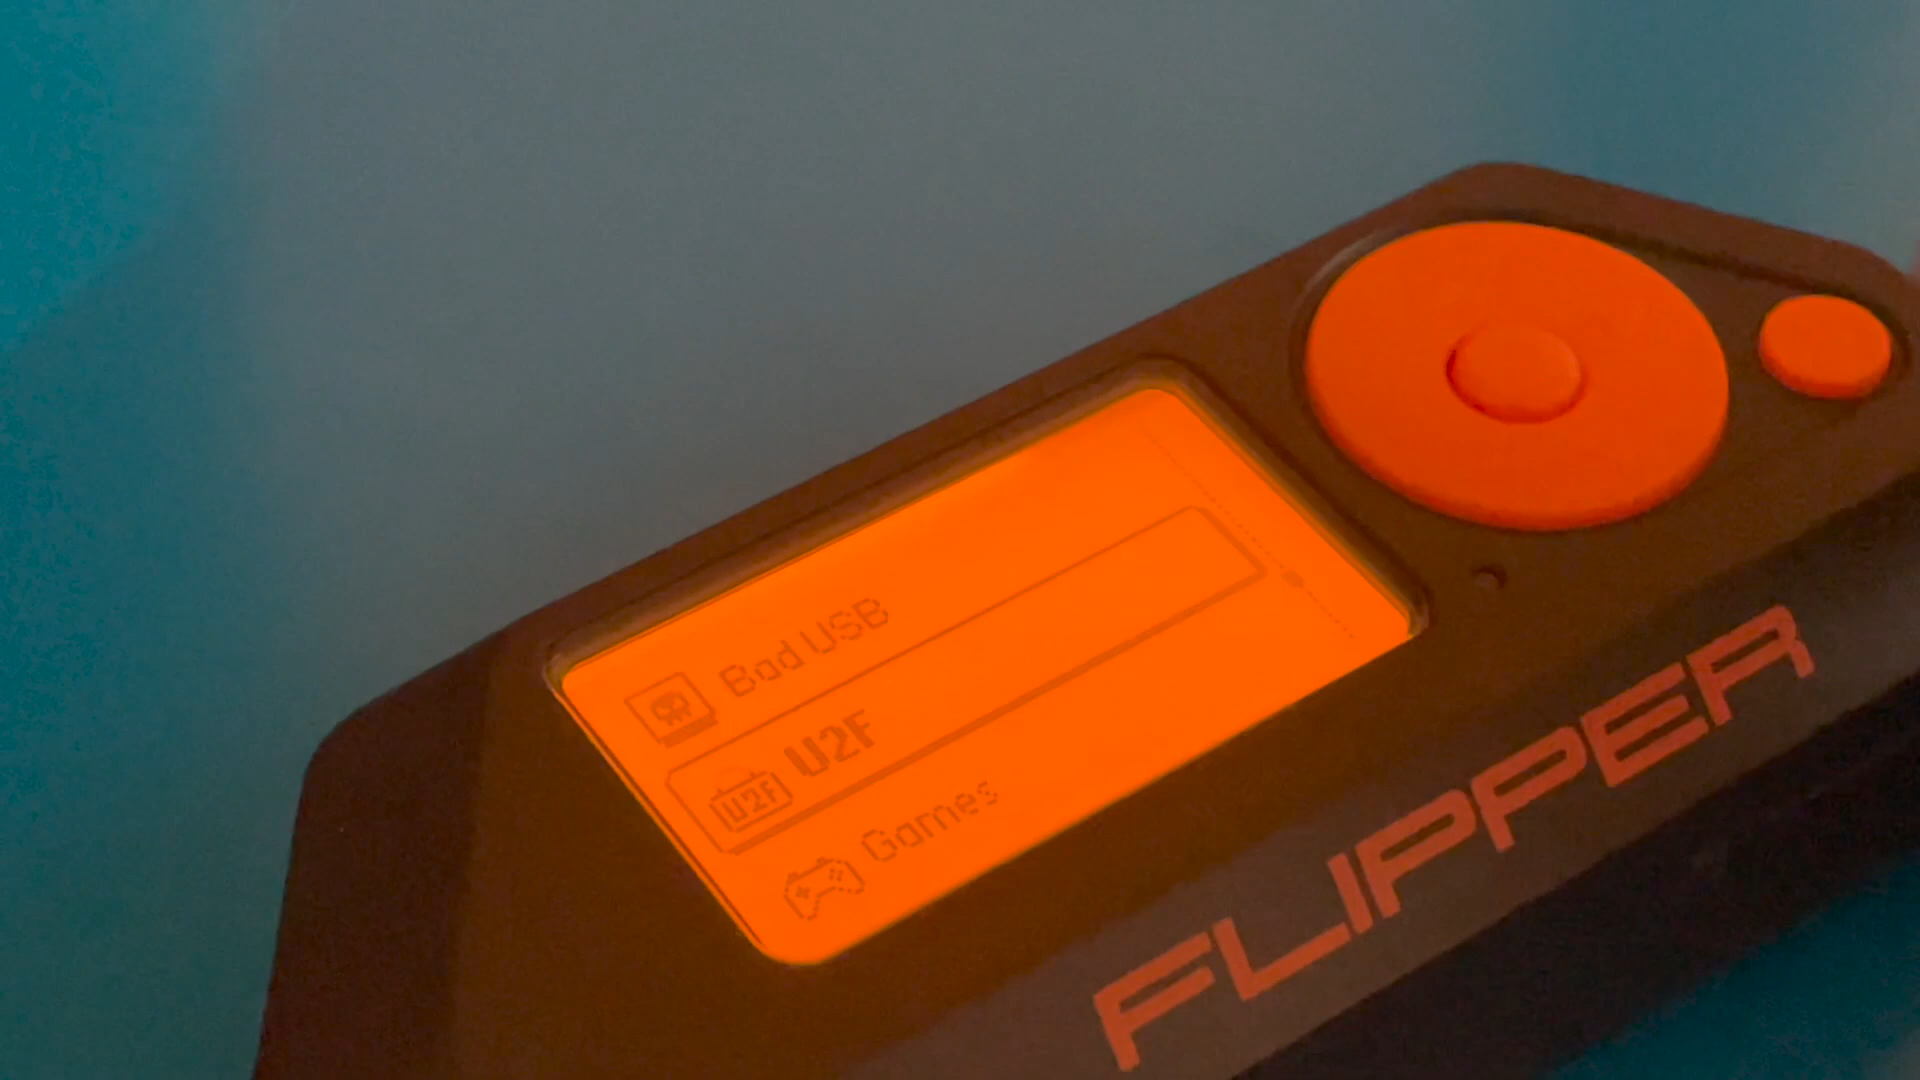 Bad USB
U2F
U2F
Games
FLIPPER